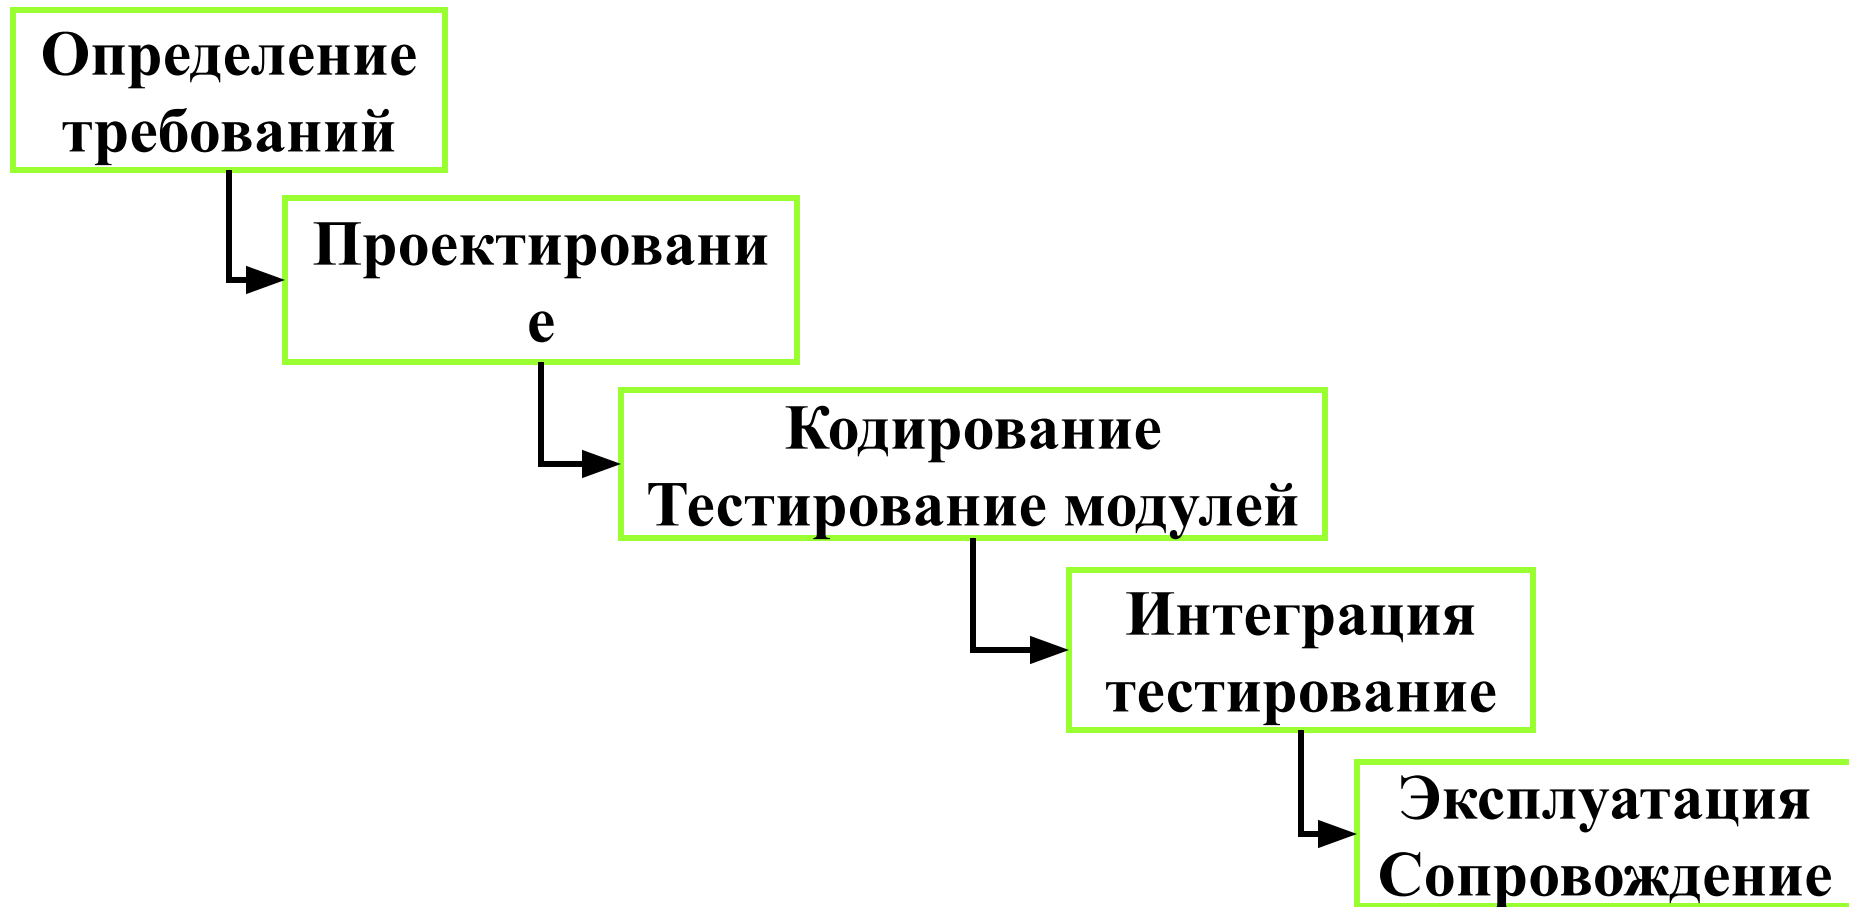 Определение
требований
Проектировани
е
Кодирование
Тестирование модулей
Интеграция
тестирование
Эксплуатация
Сопровождение